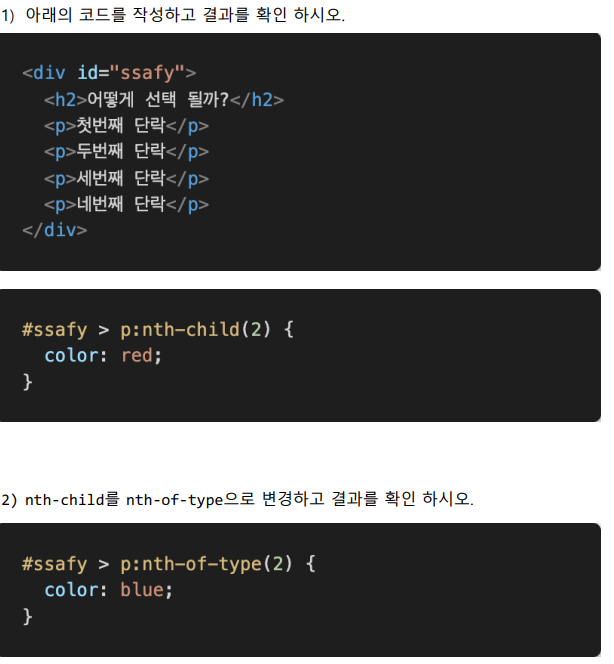 1) 아래의 코드를 작성하고 결과를 확인 하시오.
<div id="ssafy">
  <h2>어떻게 선택 될까?</h2>
  <p>첫번째 단락</p>
  <p>두번째 단락</p>
  <p>세번째 단락</p>
  <p>네번째 단락</p>
</div>
#ssafy > p:nth-child(2) {
  color: red;
}
2) nth-child를 nth-of-type으로 변경하고 결과를 확인 하시오.
#ssafy > p:nth-of-type(2) {
  color: blue;
}